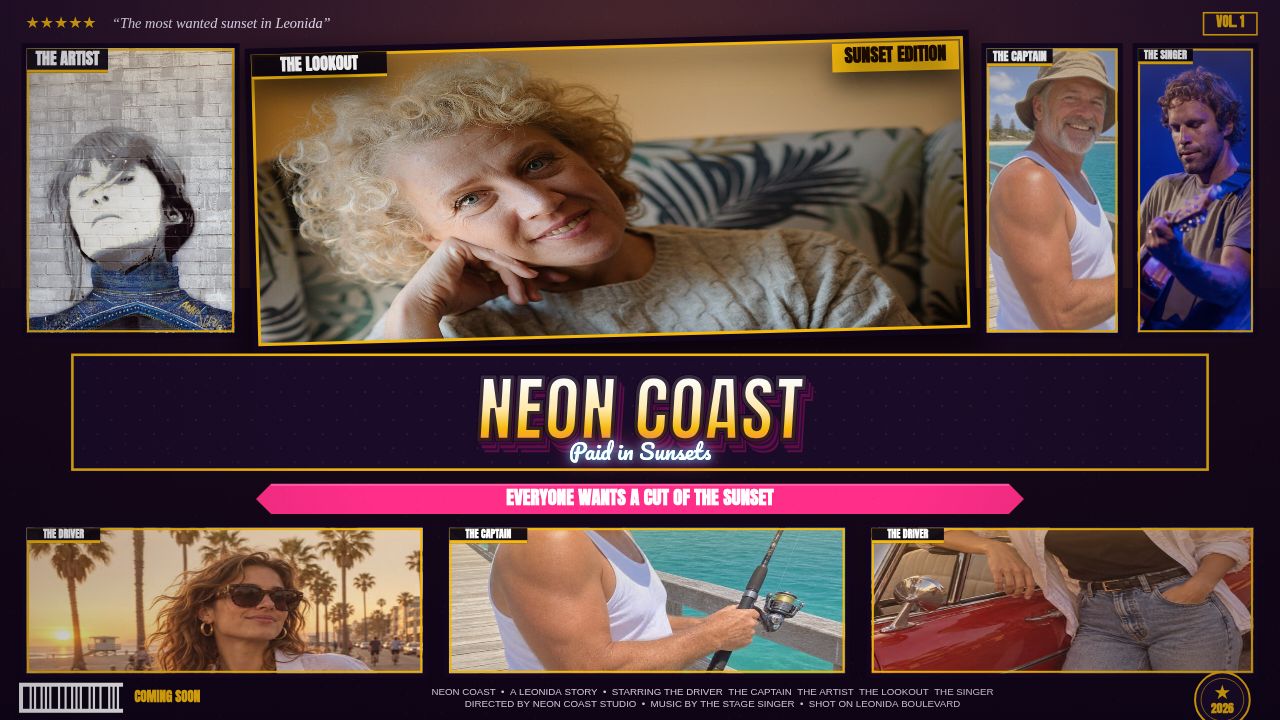 ★★★★★ “The most wanted sunset in Leonida”
VOL. 1
THE ARTIST
THE LOOKOUT
SUNSET EDITION
THE CAPTAIN
THE SINGER
NEON COAST
Paid in Sunsets
EVERYONE WANTS A CUT OF THE SUNSET
THE DRIVER
THE CAPTAIN
THE DRIVER
COMING SOON
NEON COAST • A LEONIDA STORY • STARRING THE DRIVER THE CAPTAIN THE ARTIST THE LOOKOUT THE SINGER
DIRECTED BY NEON COAST STUDIO • MUSIC BY THE STAGE SINGER • SHOT ON LEONIDA BOULEVARD
★
2026